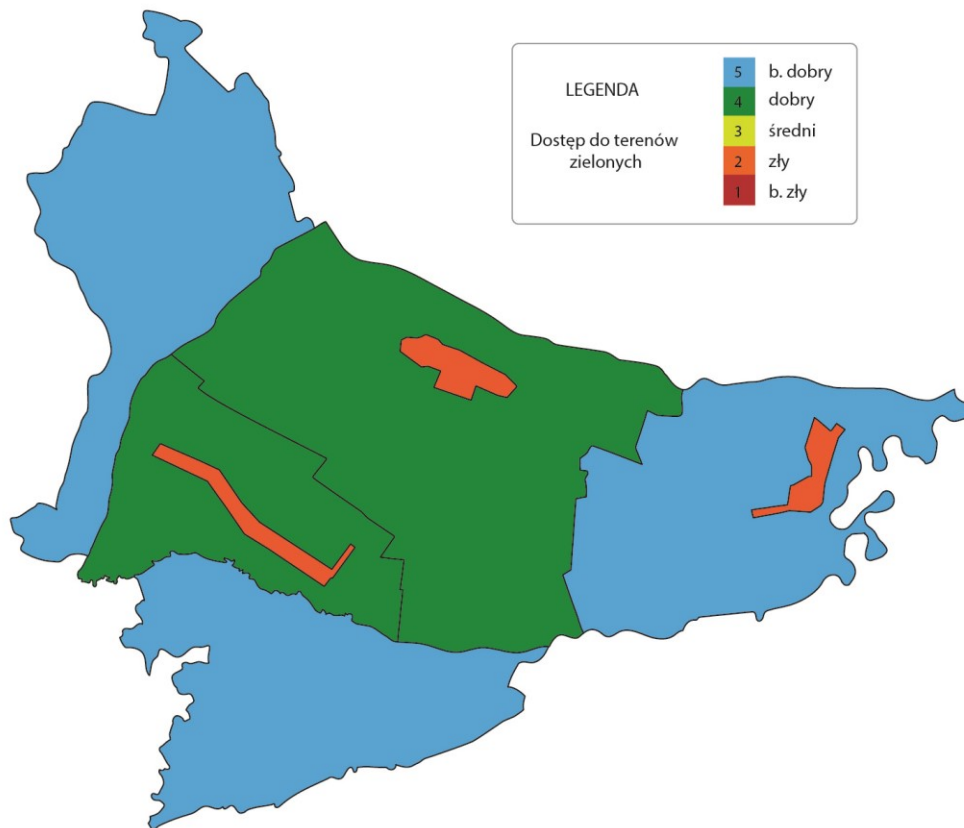 LEGENDA
Dostęp do terenów
zielonych
5 b. dobry
4 dobry
3 średni
2 zły
1 b. zły